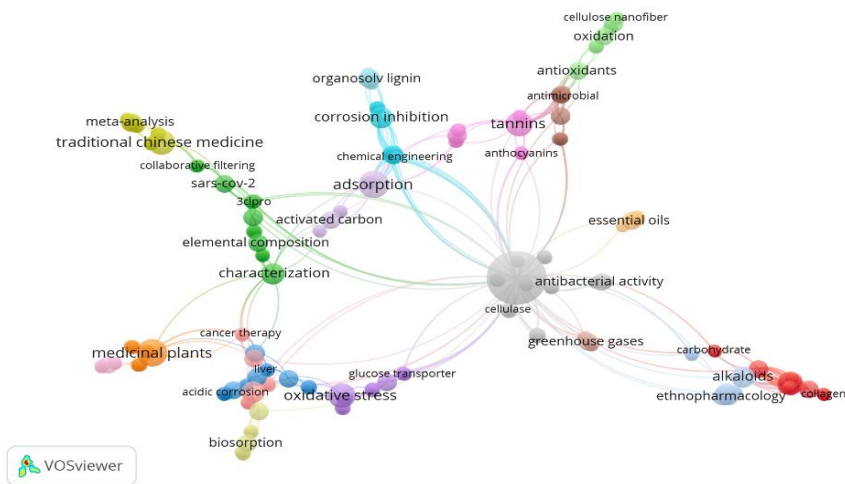 cellulose nanofiber
oxidation
organosolv lignin
antioxidants
antimicrobial
meta-analysis
corrosion inhibition
tannins
traditional chinese medicine
chemical engineering
anthocyanins
collaborative filtering
sars-cov-2
adsorption
3clpro
activated carbon
essential oils
elemental composition
characterization
antibacterial activity
cellulase
cancer therapy
greenhouse gases
medicinal plants
carbohydrate
liver
glucose transporter
alkaloids
acidic corrosion
oxidative stress
ethnopharmacology
collagen
biosorption
VOSviewer